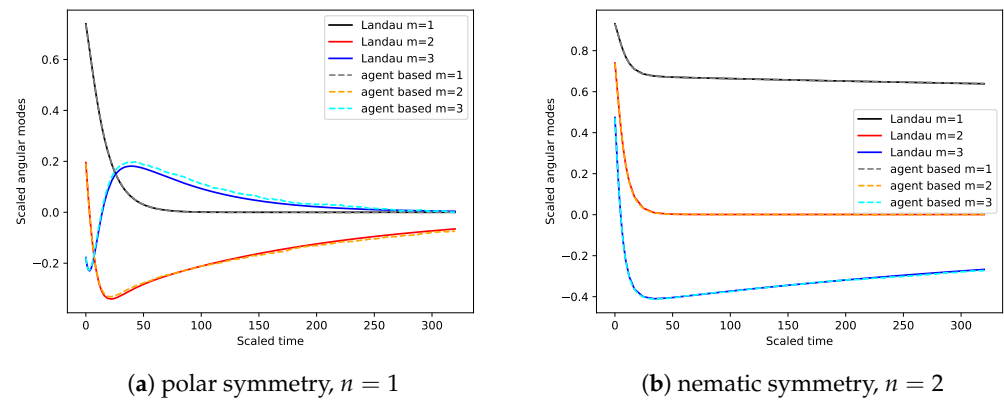 Scaled angular modes
0.6
0.4
0.2
0.0
−0.2
0
50
100
150
200
250
300
Scaled time
Landau m=1
Landau m=2
Landau m=3
agent based m=1
agent based m=2
agent based m=3
(a) polar symmetry, n = 1
Scaled angular modes
0.8
0.6
0.4
0.2
0.0
−0.2
−0.4
0
50
100
150
200
250
300
Scaled time
Landau m=1
Landau m=2
Landau m=3
agent based m=1
agent based m=2
agent based m=3
(b) nematic symmetry, n = 2